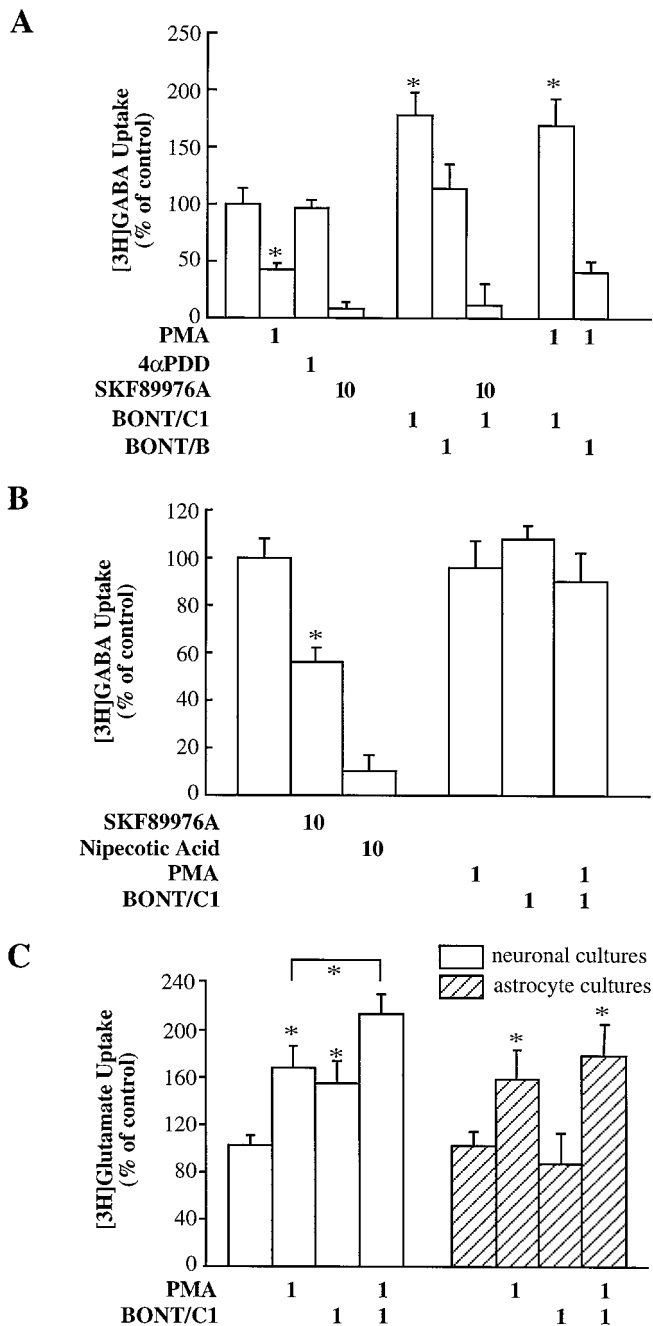 A
[3H]GABA Uptake
(% of control)
250
200
150
100
50
0
* * *
PMA 1 1 1
4αPDD 1
SKF89976A 10 10
BONT/C1 1 1 1
BONT/B 1 1
B
[3H]GABA Uptake
(% of control)
120
100
80
60
40
20
0
*
SKF89976A 10
Nipecotic Acid 10
PMA 1 1
BONT/C1 1 1
C
neuronal cultures
astrocyte cultures
[3H]Glutamate Uptake
(% of control)
240
200
160
120
80
40
0
* * * * *
PMA 1 1 1 1
BONT/C1 1 1 1 1